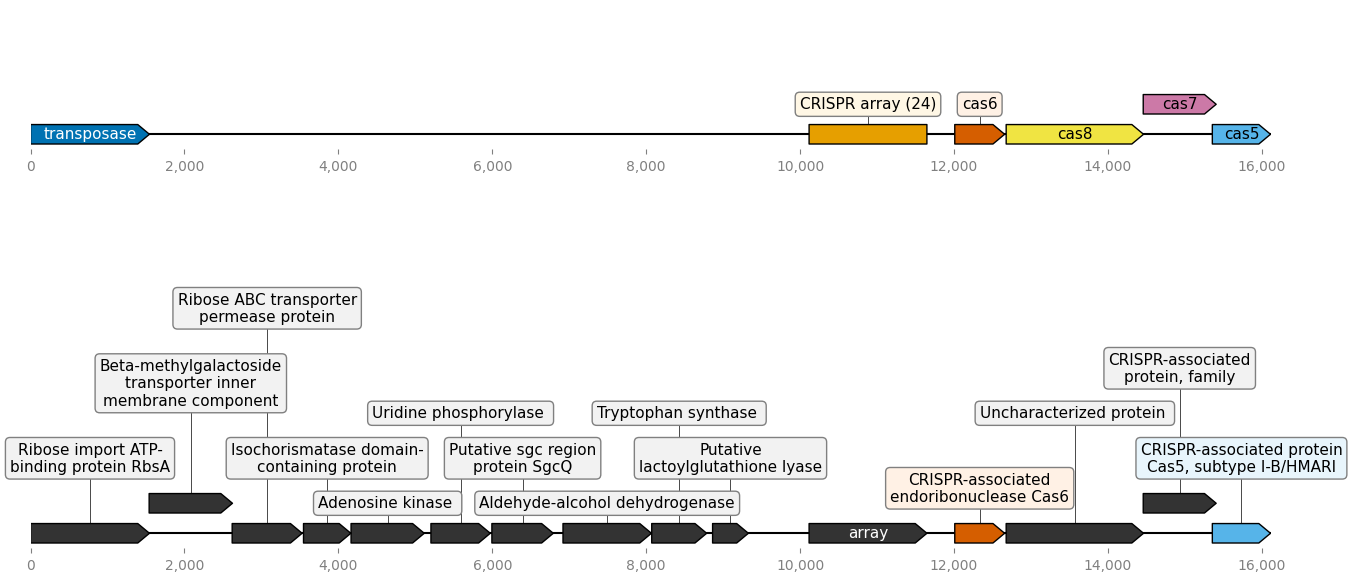 cas7
CRISPR array (24)
cas6
transposase
cas8
cas5
0
2,000
4,000
6,000
8,000
10,000
12,000
14,000
16,000
Ribose ABC transporter
permease protein
Beta-methylgalactoside
transporter inner
membrane component
CRISPR-associated
protein, family
Uridine phosphorylase
Tryptophan synthase
Uncharacterized protein
Ribose import ATP-
binding protein RbsA
Isochorismatase domain-
containing protein
Putative sgc region
protein SgcQ
Putative
lactoylglutathione lyase
CRISPR-associated protein
Cas5, subtype I-B/HMARI
CRISPR-associated
endoribonuclease Cas6
Adenosine kinase
Aldehyde-alcohol dehydrogenase
array
0
2,000
4,000
6,000
8,000
10,000
12,000
14,000
16,000